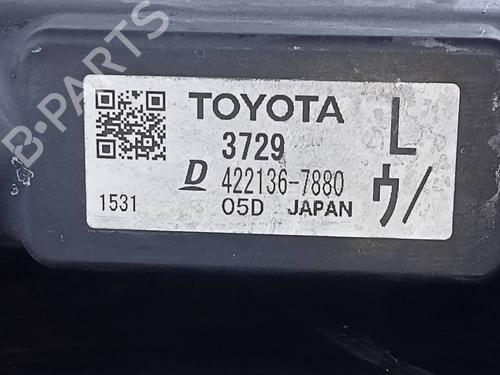 B-PARTS
TOYOTA L
3729
D 422136-7880 ウ/
1531 05D JAPAN